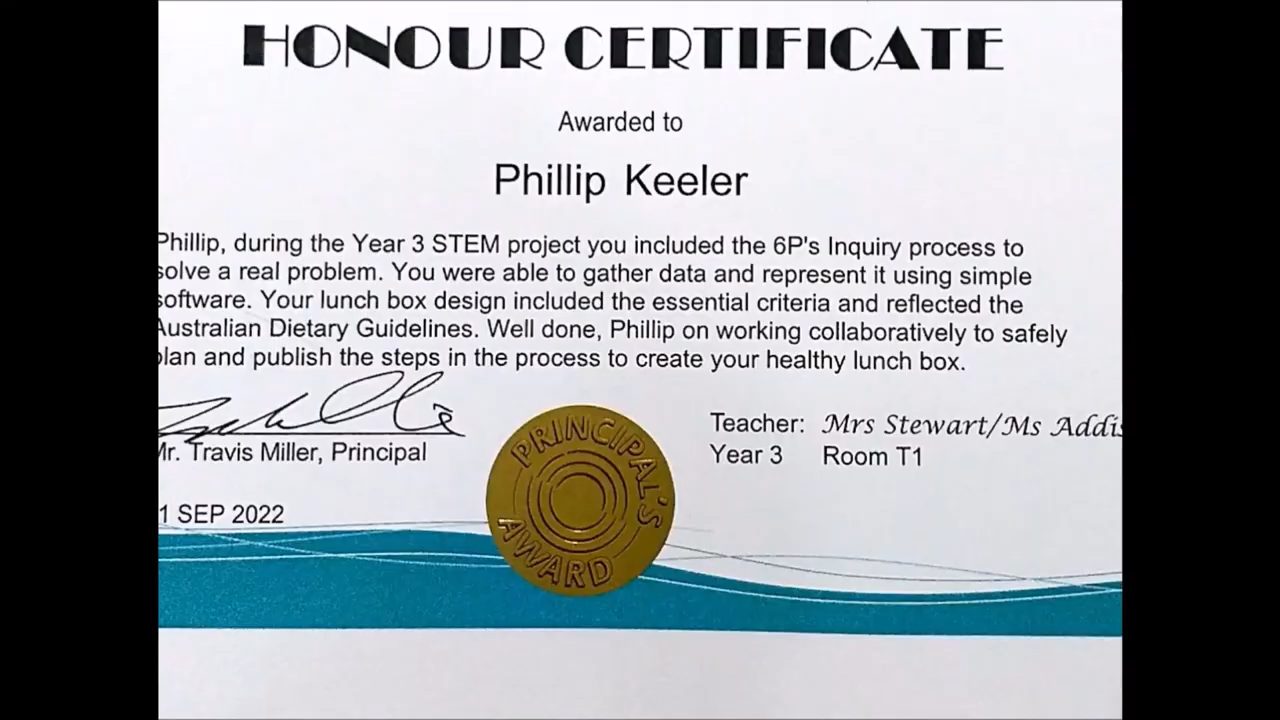 HONOUR CERTIFICATE
Awarded to
Phillip Keeler
Phillip, during the Year 3 STEM project you included the 6P's Inquiry process to
solve a real problem. You were able to gather data and represent it using simple
software. Your lunch box design included the essential criteria and reflected the
Australian Dietary Guidelines. Well done, Phillip on working collaboratively to safely
plan and publish the steps in the process to create your healthy lunch box.
Mr. Travis Miller, Principal
1 SEP 2022
PRINCIPAL'S
AWARD
Teacher: Mrs Stewart/Ms Addis
Year 3 Room T1